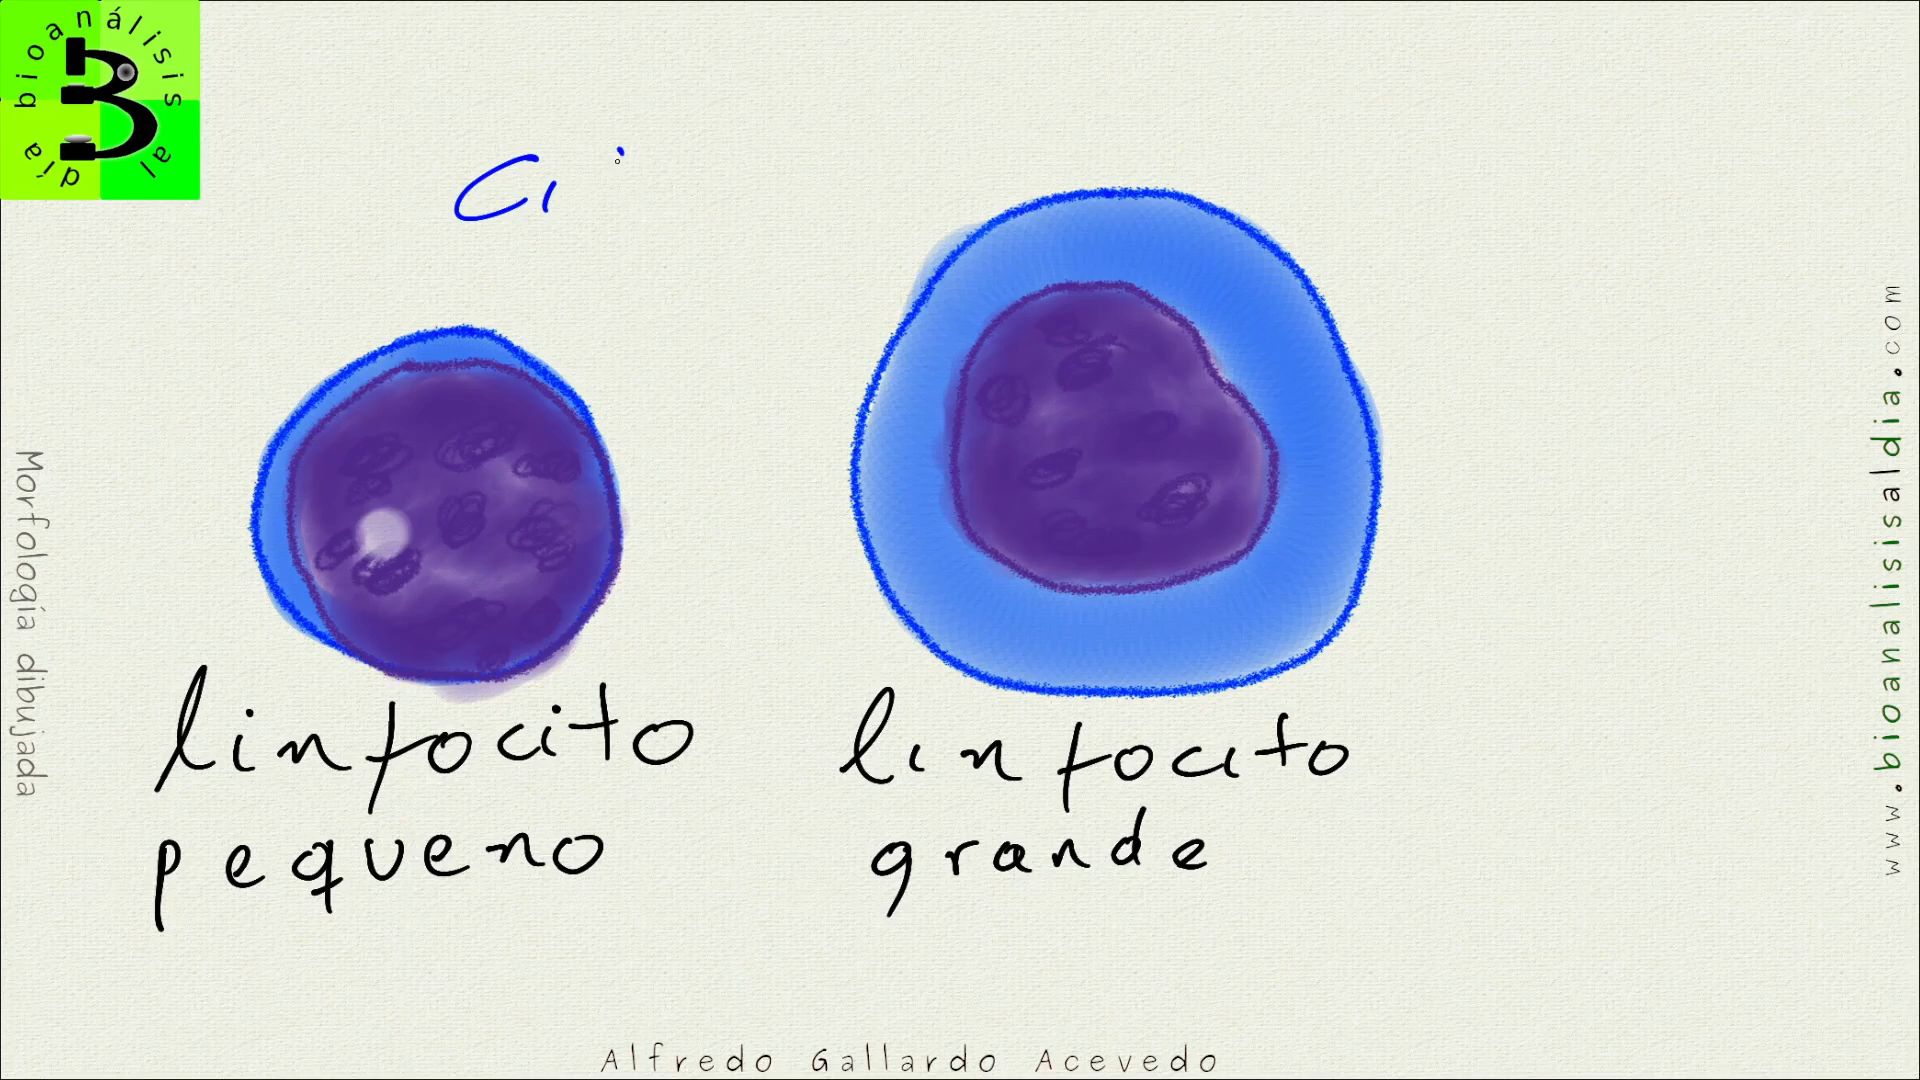 bioanálisis al día
Ci
linfocito
pequeno
linfocito
grande
Morfología dibujada
www.bioanalisisaldia.com
Alfredo Gallardo Acevedo